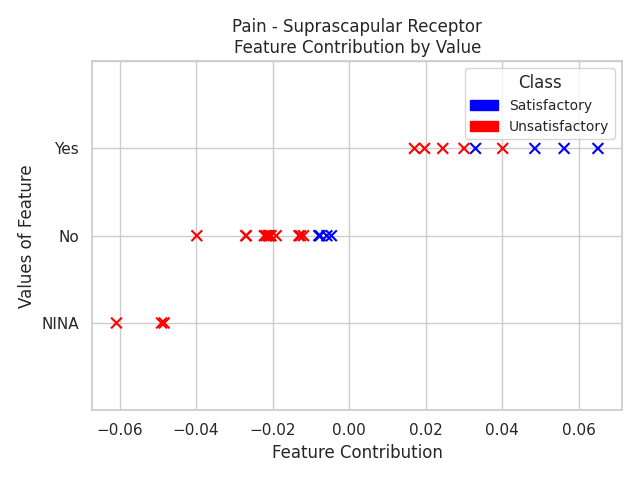 Pain - Suprascapular Receptor
Feature Contribution by Value
Class
Satisfactory
Unsatisfactory
Values of Feature
Yes
No
NINA
−0.06 −0.04 −0.02 0.00 0.02 0.04 0.06
Feature Contribution